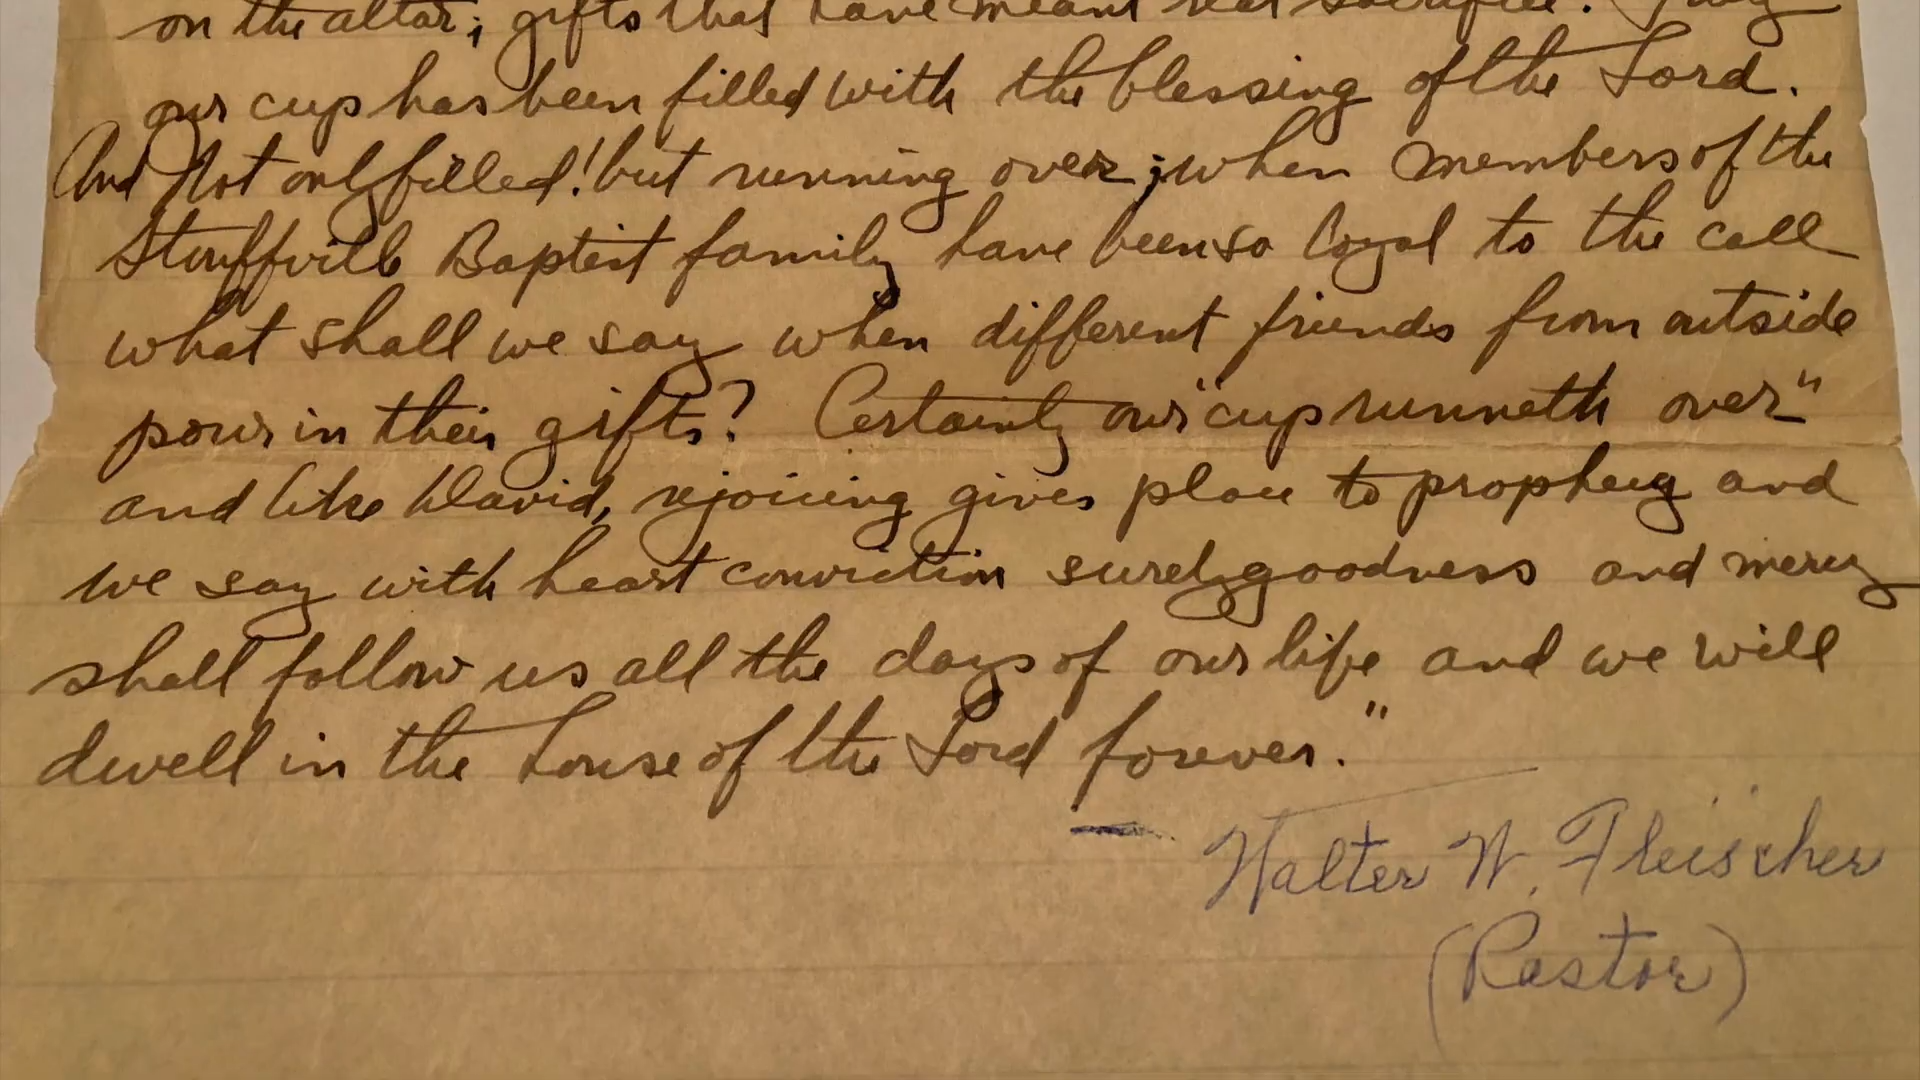 on the altar; gifts that have meant real sacrifice. Truly
our cup has been filled with the blessing of the Lord.
And Not only filled! but running over; when members of the
Stouffville Baptist family have been so loyal to the call
what shall we say when different friends from outside
pour in their gifts? Certainly our "cup runneth over"
and like David, rejoicing gives place to prophecy and
we say with heart conviction surely goodness and mercy
shall follow us all the days of our life and we will
dwell in the house of the Lord forever."
— Walter W. Fleischer
(Pastor)